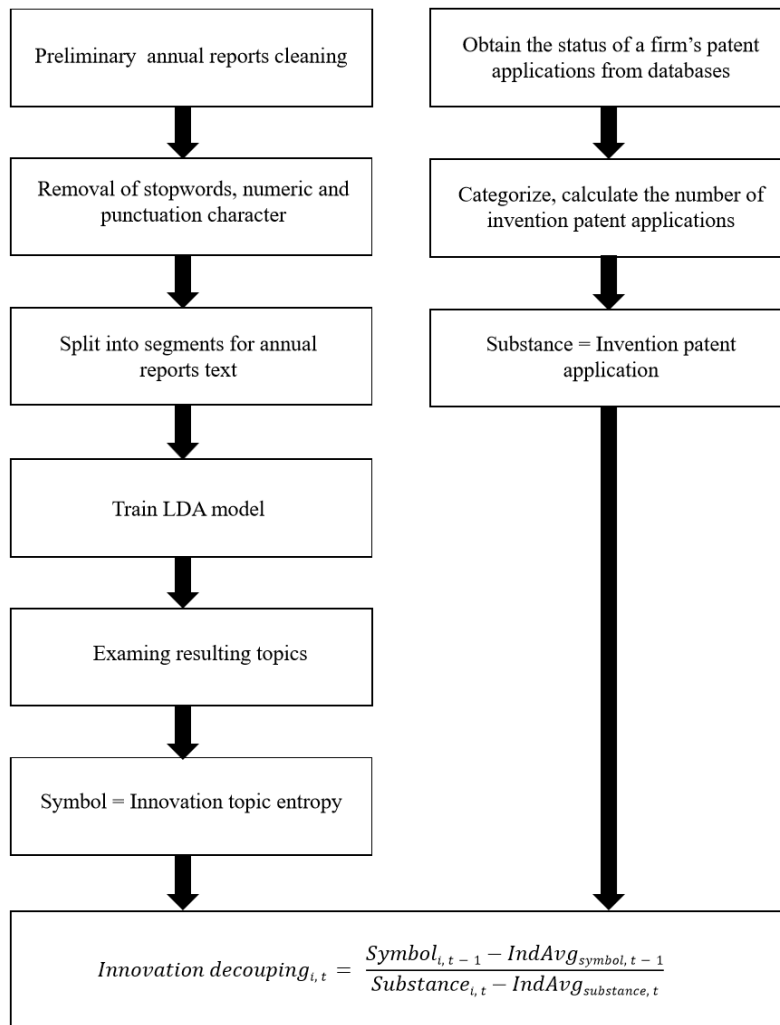 Preliminary annual reports cleaning
Removal of stopwords, numeric and
punctuation character
Split into segments for annual
reports text
Train LDA model
Examing resulting topics
Symbol = Innovation topic entropy
Obtain the status of a firm's patent
applications from databases
Categorize, calculate the number of
invention patent applications
Substance = Invention patent
application
Innovation decouping_{i, t} = \frac{Symbol_{i, t − 1} − IndAvg_{symbol, t − 1}}{Substance_{i, t} − IndAvg_{substance, t}}